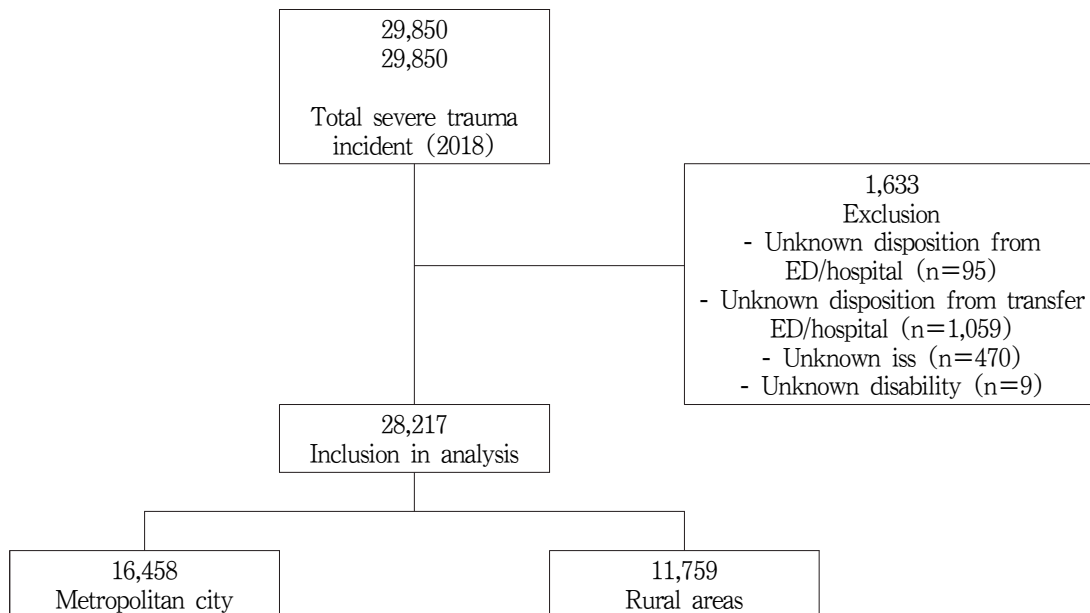 29,850
29,850
Total severe trauma
incident (2018)
1,633
Exclusion
- Unknown disposition from
ED/hospital (n=95)
- Unknown disposition from transfer
ED/hospital (n=1,059)
- Unknown iss (n=470)
- Unknown disability (n=9)
28,217
Inclusion in analysis
16,458
Metropolitan city
11,759
Rural areas